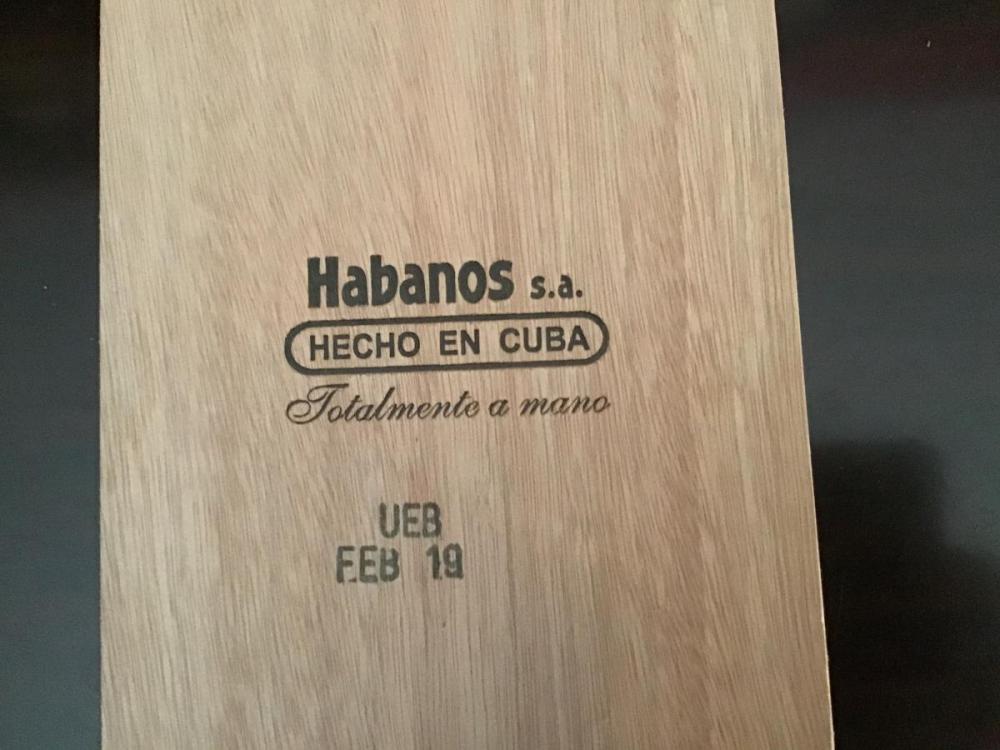 Habanos s.a.
HECHO EN CUBA
Totalmente a mano
UEB
FEB 19